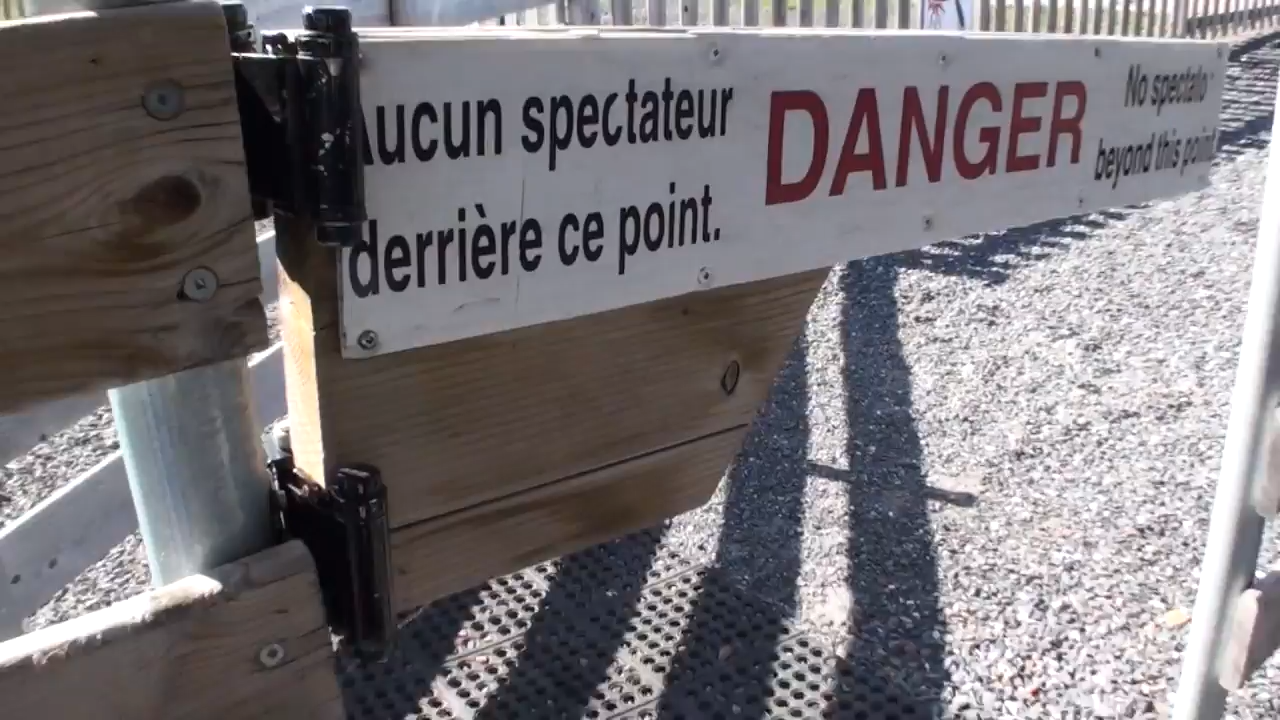 Aucun spectateur
derrière ce point.
DANGER
No spectato
beyond this point